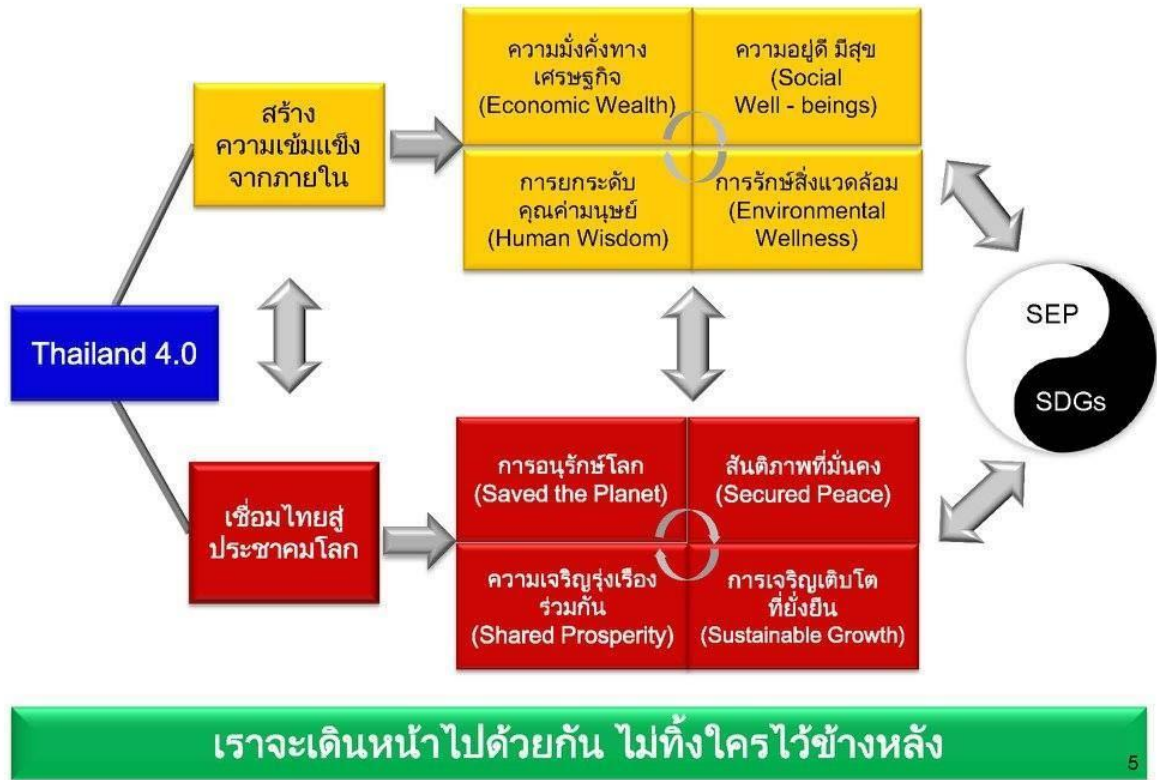 ความมั่งคั่งทาง
เศรษฐกิจ
(Economic Wealth)
ความอยู่ดี มีสุข
(Social
Well - beings)
สร้าง
ความเข้มแข็ง
จากภายใน
การยกระดับ
คุณค่ามนุษย์
(Human Wisdom)
การรักษ์สิ่งแวดล้อม
(Environmental
Wellness)
Thailand 4.0
SEP
SDGs
เชื่อมไทยสู่
ประชาคมโลก
การอนุรักษ์โลก
(Saved the Planet)
สันติภาพที่มั่นคง
(Secured Peace)
ความเจริญรุ่งเรือง
ร่วมกัน
(Shared Prosperity)
การเจริญเติบโต
ที่ยั่งยืน
(Sustainable Growth)
เราจะเดินหน้าไปด้วยกัน ไม่ทิ้งใครไว้ข้างหลัง
5